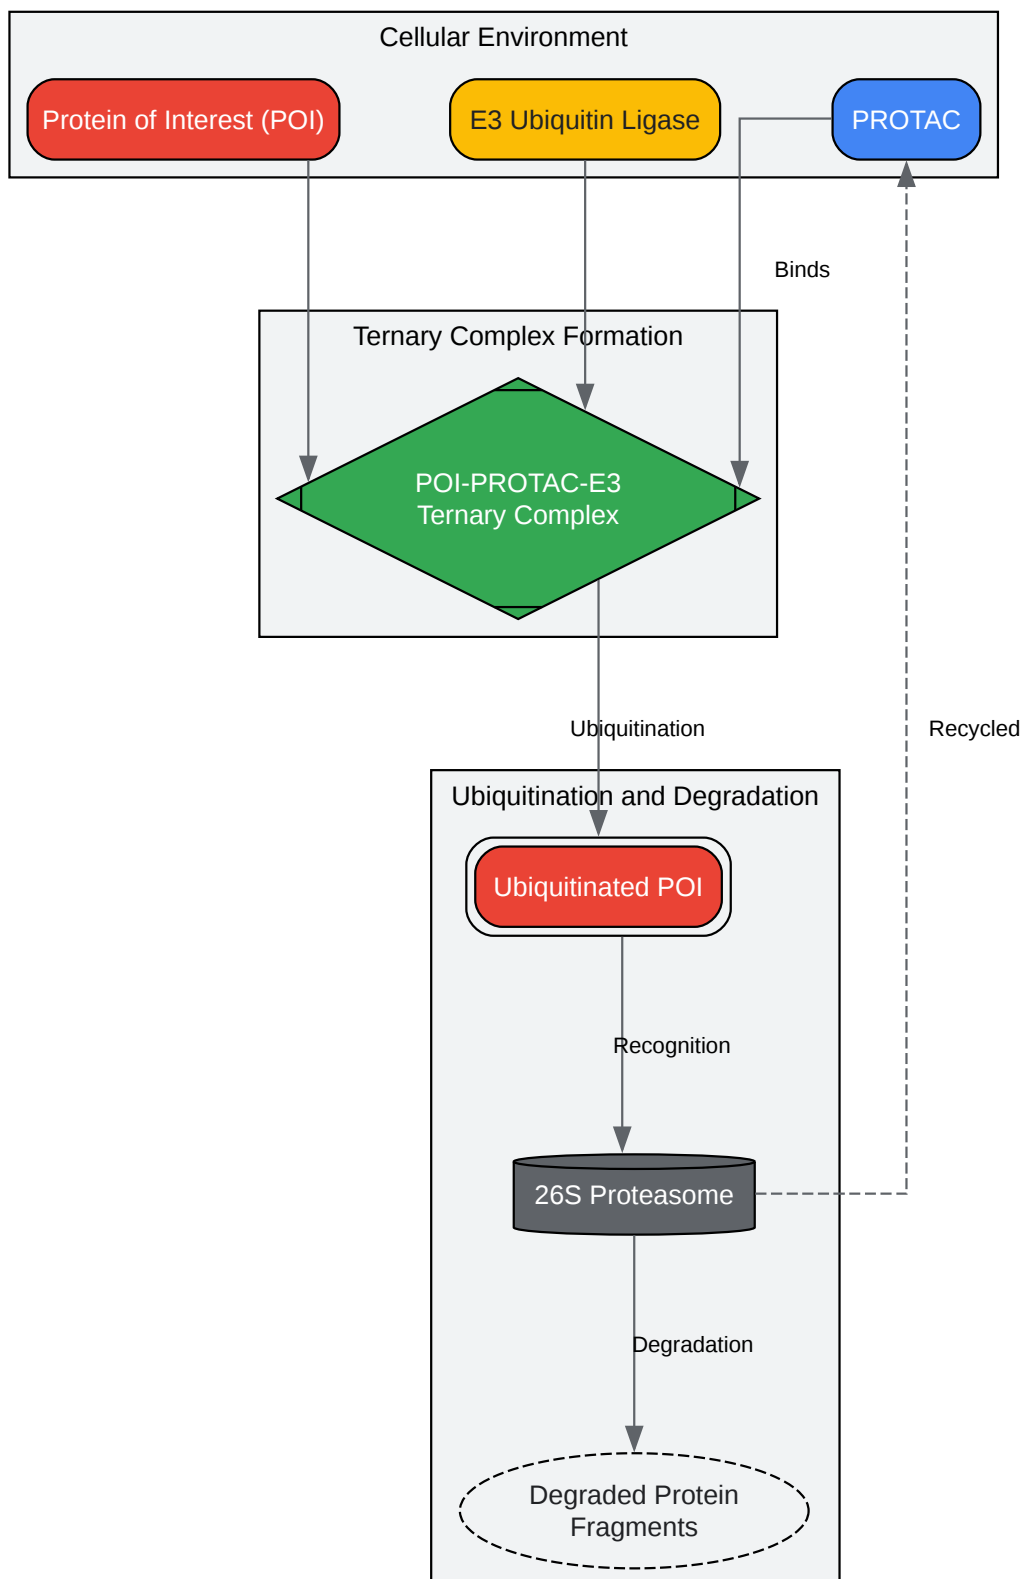 Cellular Environment
Protein of Interest (POI)
E3 Ubiquitin Ligase
PROTAC
Binds
Ternary Complex Formation
POI-PROTAC-E3
Ternary Complex
Ubiquitination
Recycled
Ubiquitination and Degradation
Ubiquitinated POI
Recognition
26S Proteasome
Degradation
Degraded Protein
Fragments